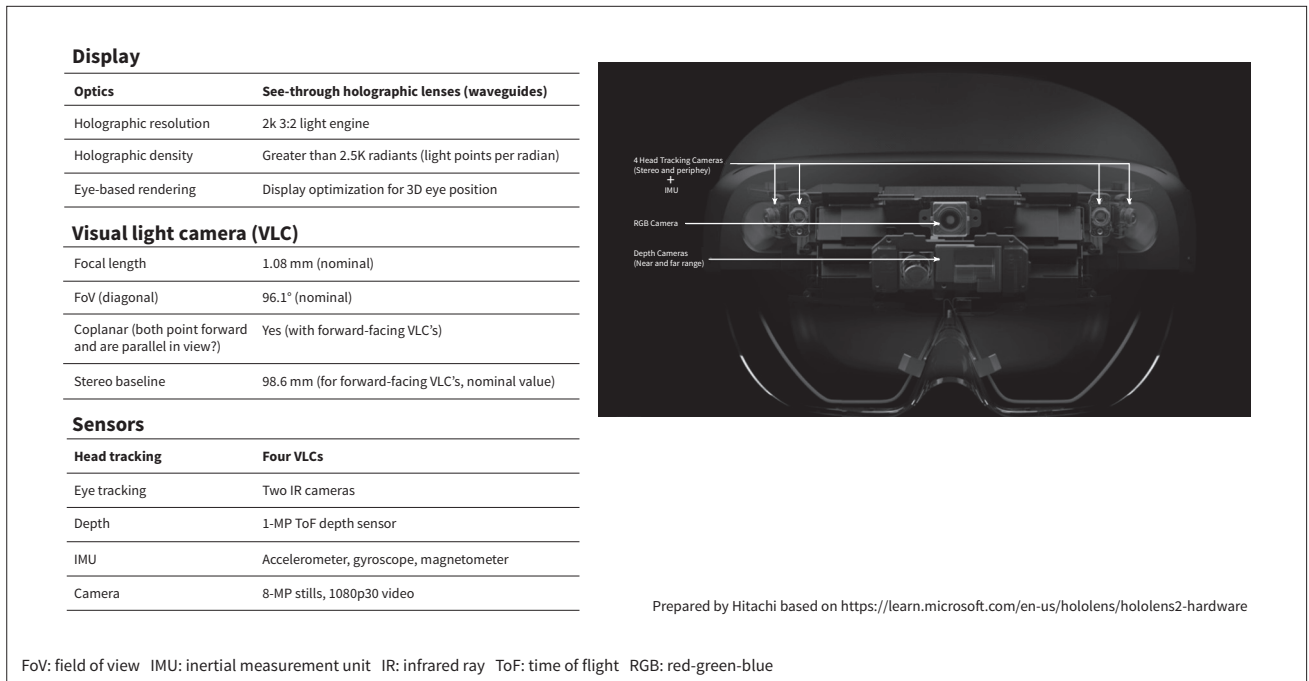 Display
Optics See-through holographic lenses (waveguides)
Holographic resolution 2k 3:2 light engine
Holographic density Greater than 2.5K radiants (light points per radian)
Eye-based rendering Display optimization for 3D eye position
Visual light camera (VLC)
Focal length 1.08 mm (nominal)
FoV (diagonal) 96.1° (nominal)
Coplanar (both point forward Yes (with forward-facing VLC's)
and are parallel in view?)
Stereo baseline 98.6 mm (for forward-facing VLC's, nominal value)
Sensors
Head tracking Four VLCs
Eye tracking Two IR cameras
Depth 1-MP ToF depth sensor
IMU Accelerometer, gyroscope, magnetometer
Camera 8-MP stills, 1080p30 video
4 Head Tracking Cameras
(Stereo and periphey)
+
IMU
RGB Camera
Depth Cameras
(Near and far range)
Prepared by Hitachi based on https://learn.microsoft.com/en-us/hololens/hololens2-hardware
FoV: field of view IMU: inertial measurement unit IR: infrared ray ToF: time of flight RGB: red-green-blue